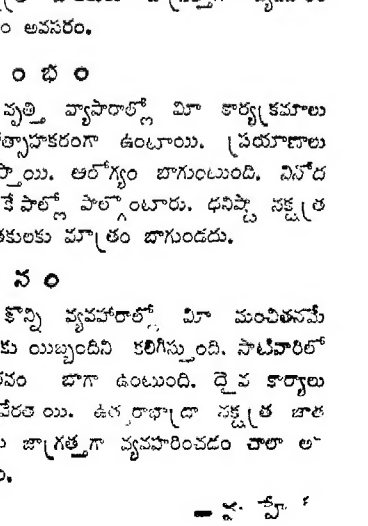 ం అవసరం.
ం భ ం
వృత్తి వ్యాపారాల్లో మీ కార్యక్రమాలు
త్సాహకరంగా ఉంటాయి. ప్రయాణాలు
స్తాయి. ఆరోగ్యం బాగుంటుంది. వినోద
కేపాల్లో పాల్గొంటారు. ధనిష్టా నక్షత్ర
తకులకు మాత్రం బాగుండదు.
నం
కొన్ని వ్యవహారాల్లో మీ మంచితనమే
కు యిబ్బందిని కలిగిస్తుంది. సాటివారిలో
వం బాగా ఉంటుంది. దైవ కార్యాలు
వేరతాయి. ఉత్తరాభాద్రా నక్షత్ర జాత
జాగ్రత్తగా వ్యవహరించడం చాలా అ